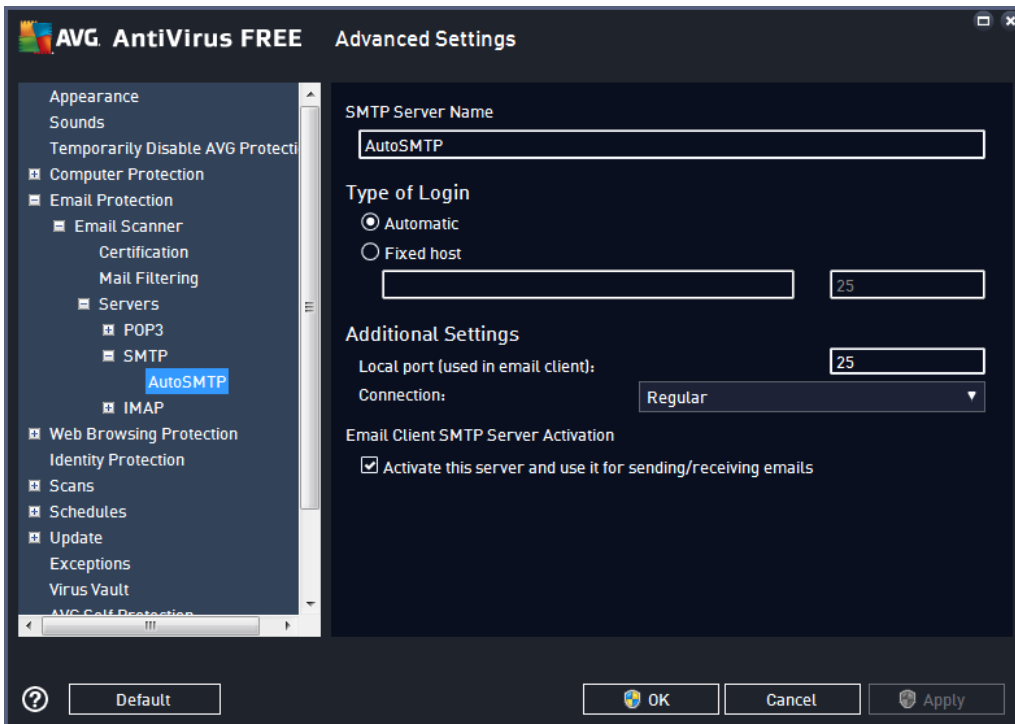 AVG AntiVirus FREE Advanced Settings
Appearance
Sounds
Temporarily Disable AVG Protecti
Computer Protection
Email Protection
Email Scanner
Certification
Mail Filtering
Servers
POP3
SMTP
AutoSMTP
IMAP
Web Browsing Protection
Identity Protection
Scans
Schedules
Update
Exceptions
Virus Vault
AVG Self Protection
SMTP Server Name
AutoSMTP
Type of Login
Automatic
Fixed host
25
Additional Settings
Local port (used in email client): 25
Connection: Regular
Email Client SMTP Server Activation
Activate this server and use it for sending/receiving emails
? Default OK Cancel Apply